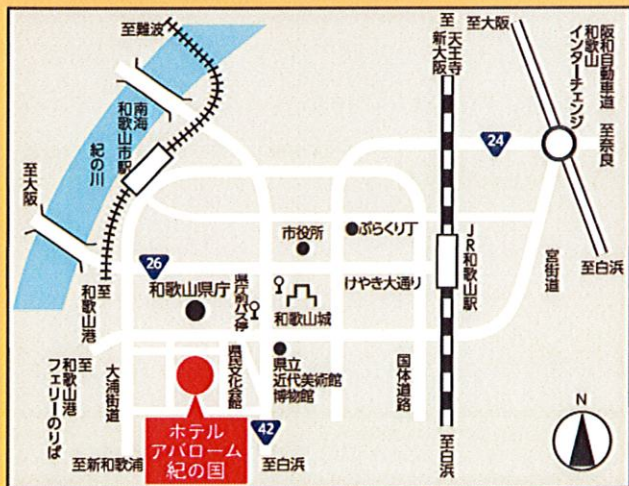 至難波
南海
和歌山市駅
紀の川
至大阪
至
和歌山港
至
和歌山港
フェリーのりば
大浦街道
26
和歌山県庁
県庁前バス停
県民文化会館
市役所
ぶらくり丁
和歌山城
けやき大通り
県立
近代美術館
博物館
国体道路
至
天王寺
新大阪
JR和歌山駅
至白浜
至大阪
阪和自動車道
和歌山
インターチェンジ
至奈良
24
宮街道
至白浜
ホテル
アバローム
紀の国
42
至新和歌浦
至白浜
N